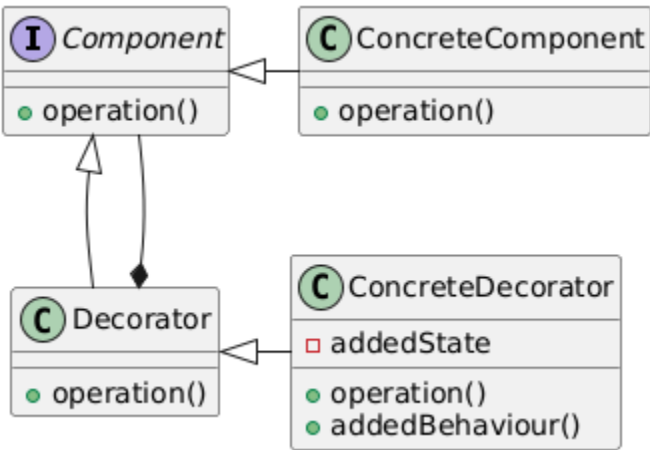 I Component
operation()
C ConcreteComponent
operation()
C Decorator
operation()
C ConcreteDecorator
addedState
operation()
addedBehaviour()